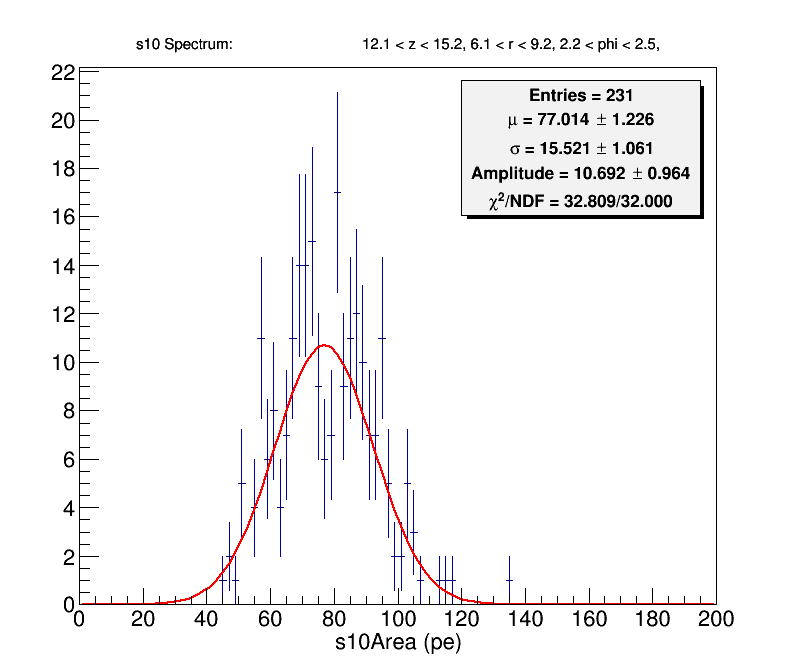 s10 Spectrum: 12.1 < z < 15.2, 6.1 < r < 9.2, 2.2 < phi < 2.5,
Entries = 231
μ = 77.014 ± 1.226
σ = 15.521 ± 1.061
Amplitude = 10.692 ± 0.964
χ²/NDF = 32.809/32.000
22
20
18
16
14
12
10
8
6
4
2
0
0 20 40 60 80 100 120 140 160 180 200
s10Area (pe)